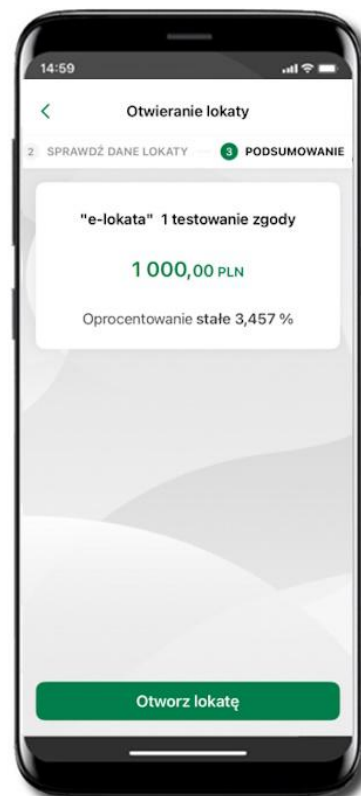 14:59
Otwieranie lokaty
2 SPRAWDŹ DANE LOKATY 3 PODSUMOWANIE
"e-lokata" 1 testowanie zgody
1 000,00 PLN
Oprocentowanie stałe 3,457 %
Otworz lokatę